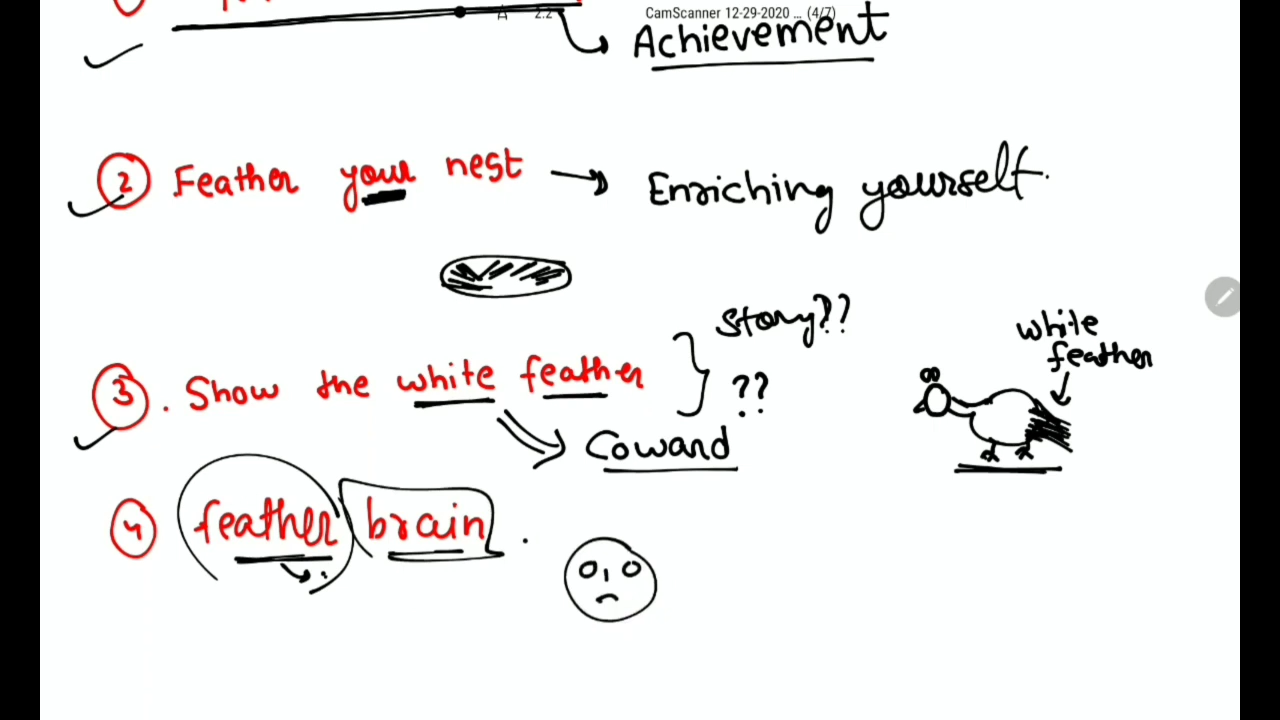 CamScanner 12-29-2020 ... (4/7)
Achievement
2 Feather your nest → Enriching yourself.
Story??
white
feather
3. Show the white feather
??
Coward
4 feather brain.